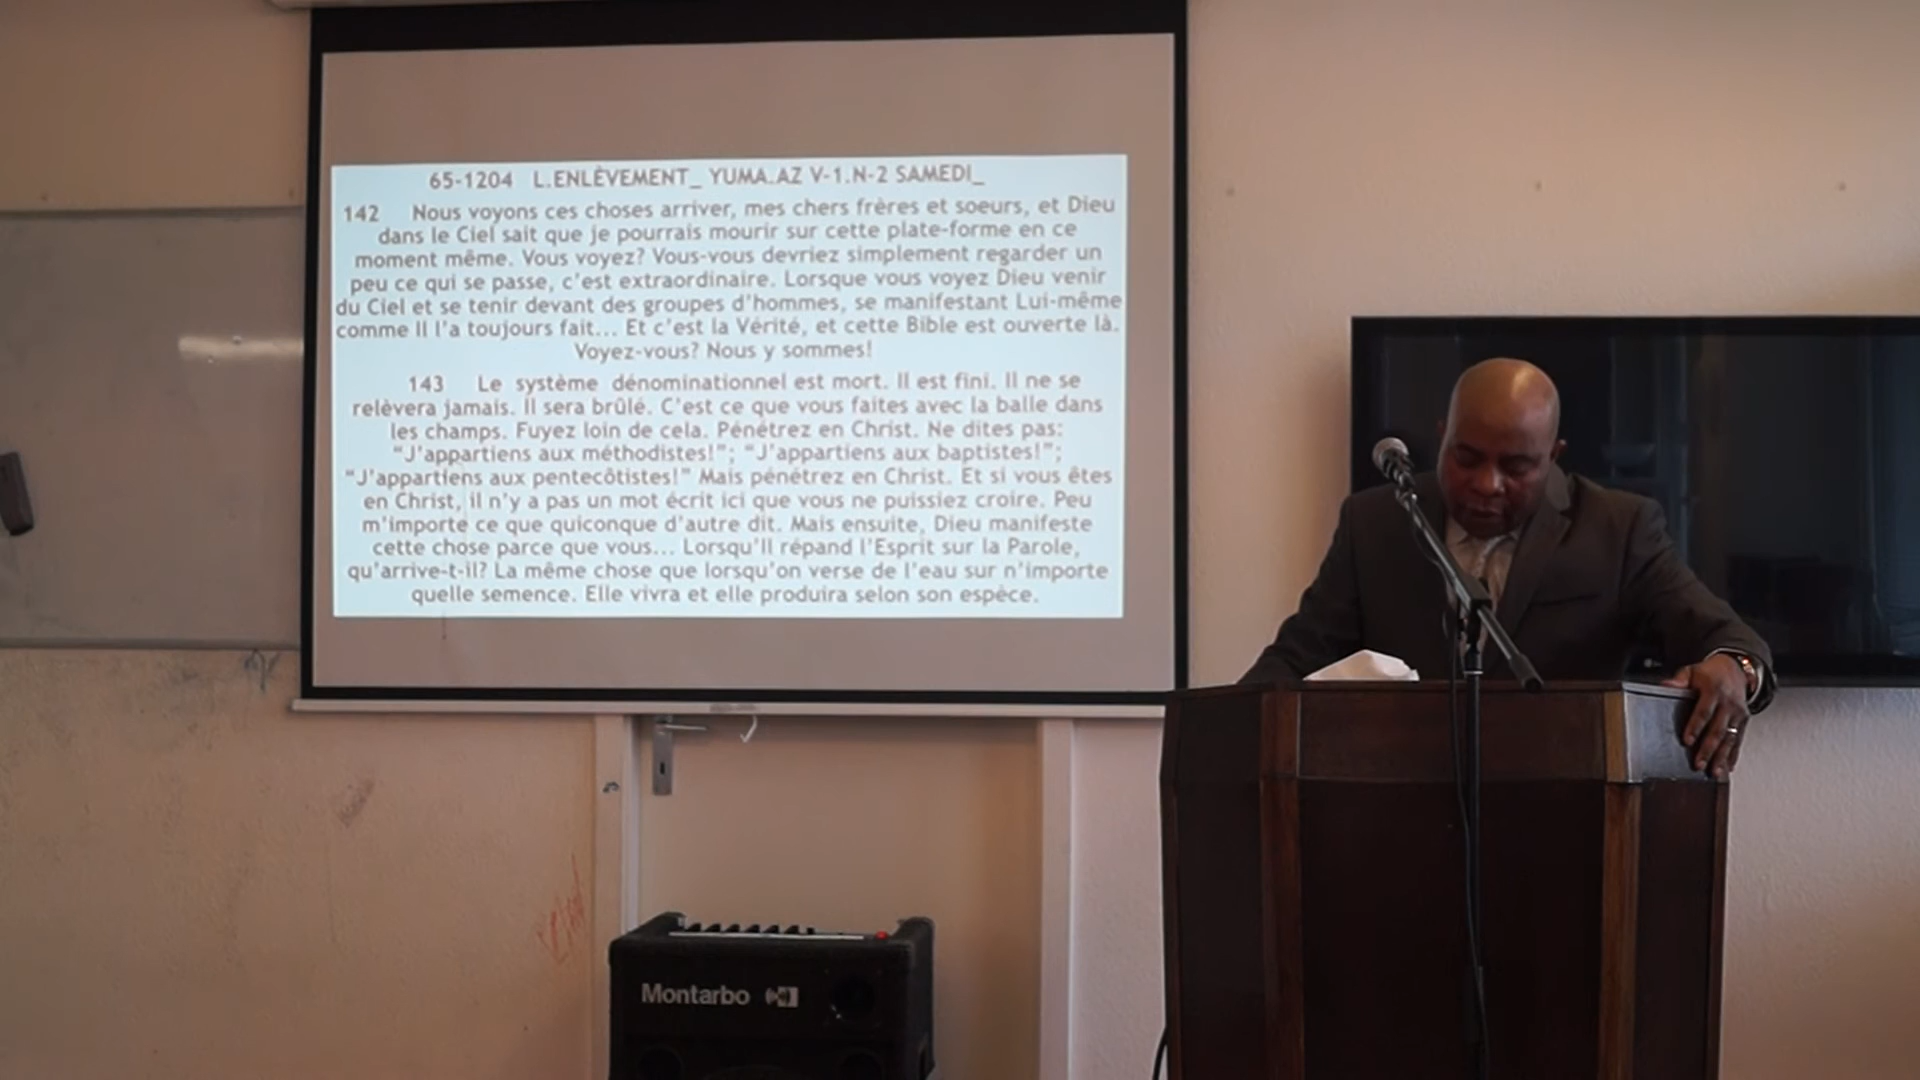 65-1204 L.ENLÈVEMENT_ YUMA.AZ V-1.N-2 SAMEDI_
142 Nous voyons ces choses arriver, mes chers frères et soeurs, et Dieu
dans le Ciel sait que je pourrais mourir sur cette plate-forme en ce
moment même. Vous voyez? Vous-vous devriez simplement regarder un
peu ce qui se passe, c'est extraordinaire. Lorsque vous voyez Dieu venir
du Ciel et se tenir devant des groupes d'hommes, se manifestant Lui-même
comme Il l'a toujours fait... Et c'est la Vérité, et cette Bible est ouverte là.
Voyez-vous? Nous y sommes!
143 Le système dénominationnel est mort. Il est fini. Il ne se
relèvera jamais. Il sera brûlé. C'est ce que vous faites avec la balle dans
les champs. Fuyez loin de cela. Pénétrez en Christ. Ne dites pas:
“J'appartiens aux méthodistes!”; “J'appartiens aux baptistes!”;
“J'appartiens aux pentecôtistes!” Mais pénétrez en Christ. Et si vous êtes
en Christ, il n'y a pas un mot écrit ici que vous ne puissiez croire. Peu
m'importe ce que quiconque d'autre dit. Mais ensuite, Dieu manifeste
cette chose parce que vous... Lorsqu'Il répand l'Esprit sur la Parole,
qu'arrive-t-il? La même chose que lorsqu'on verse de l'eau sur n'importe
quelle semence. Elle vivra et elle produira selon son espèce.
Montarbo